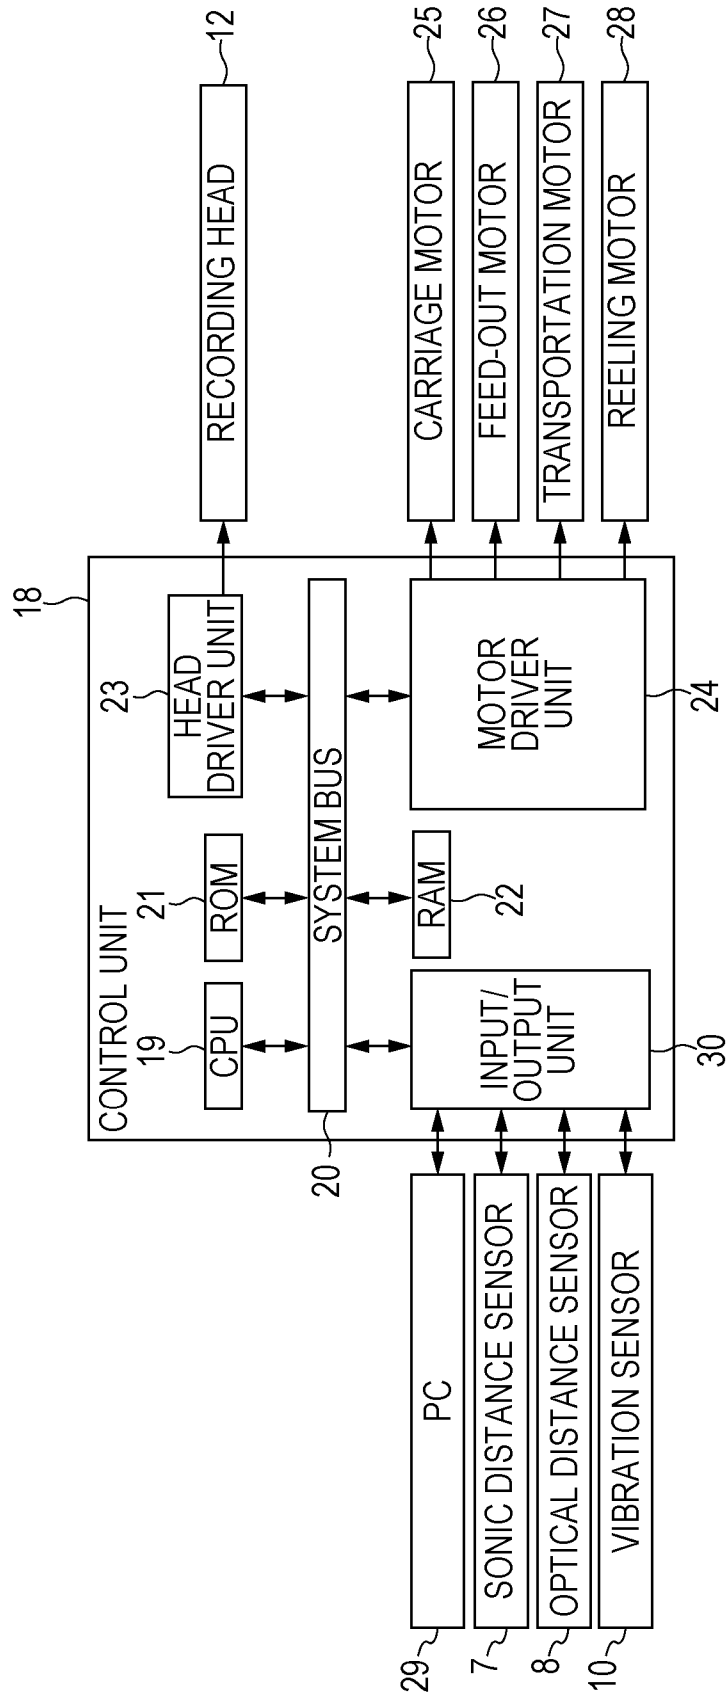 18
CONTROL UNIT
19
CPU
21
ROM
23
HEAD
DRIVER UNIT
RECORDING HEAD
12
20
SYSTEM BUS
29
PC
7
SONIC DISTANCE SENSOR
8
OPTICAL DISTANCE SENSOR
10
VIBRATION SENSOR
INPUT/
OUTPUT
UNIT
30
RAM
22
MOTOR
DRIVER
UNIT
24
CARRIAGE MOTOR
25
FEED-OUT MOTOR
26
TRANSPORTATION MOTOR
27
REELING MOTOR
28